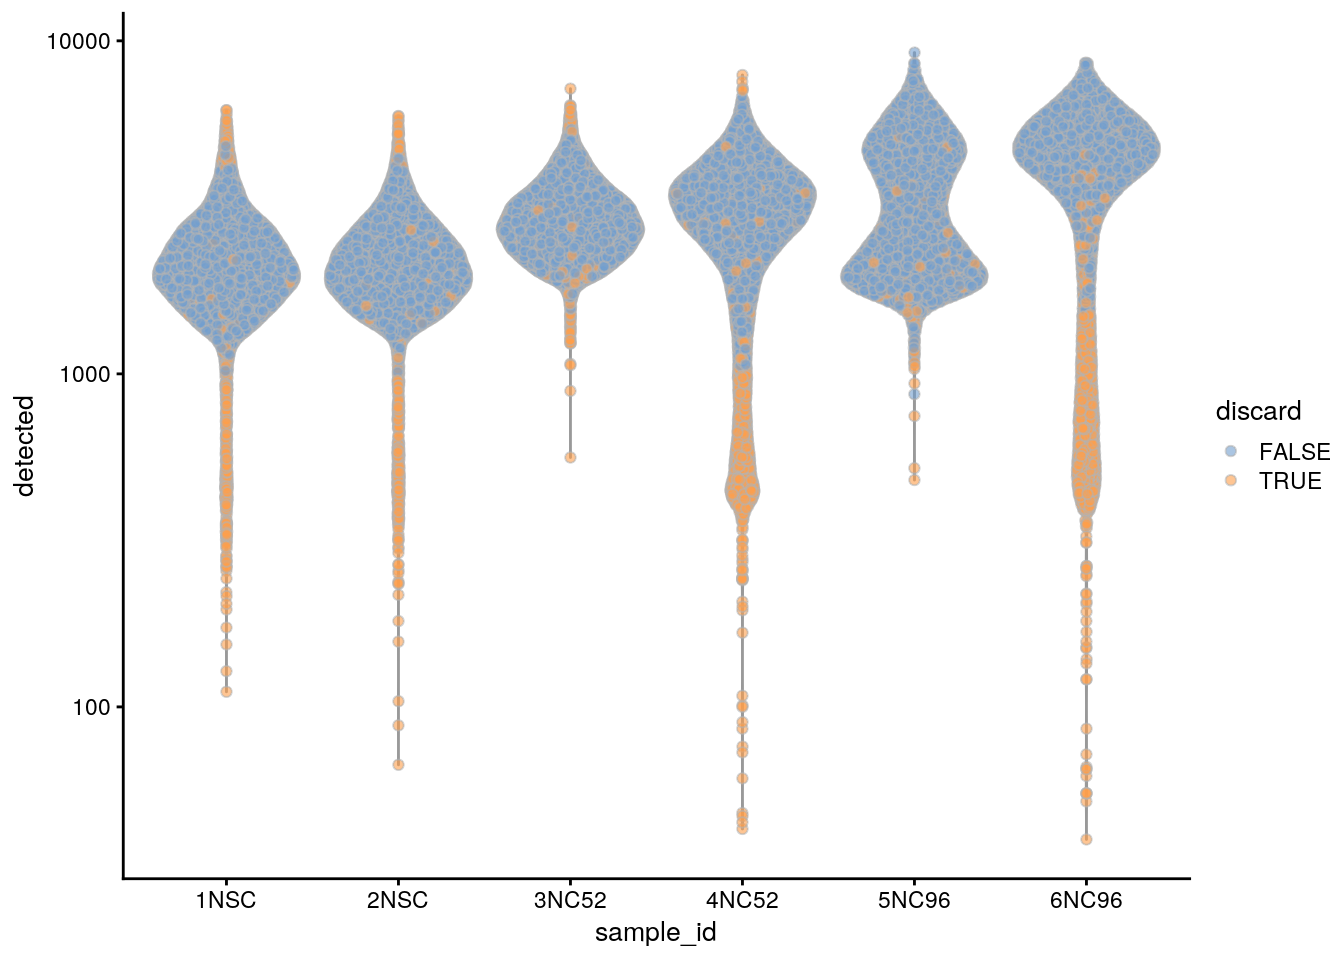 10000
1000
100
detected
1NSC
2NSC
3NC52
4NC52
5NC96
6NC96
sample_id
discard
FALSE
TRUE